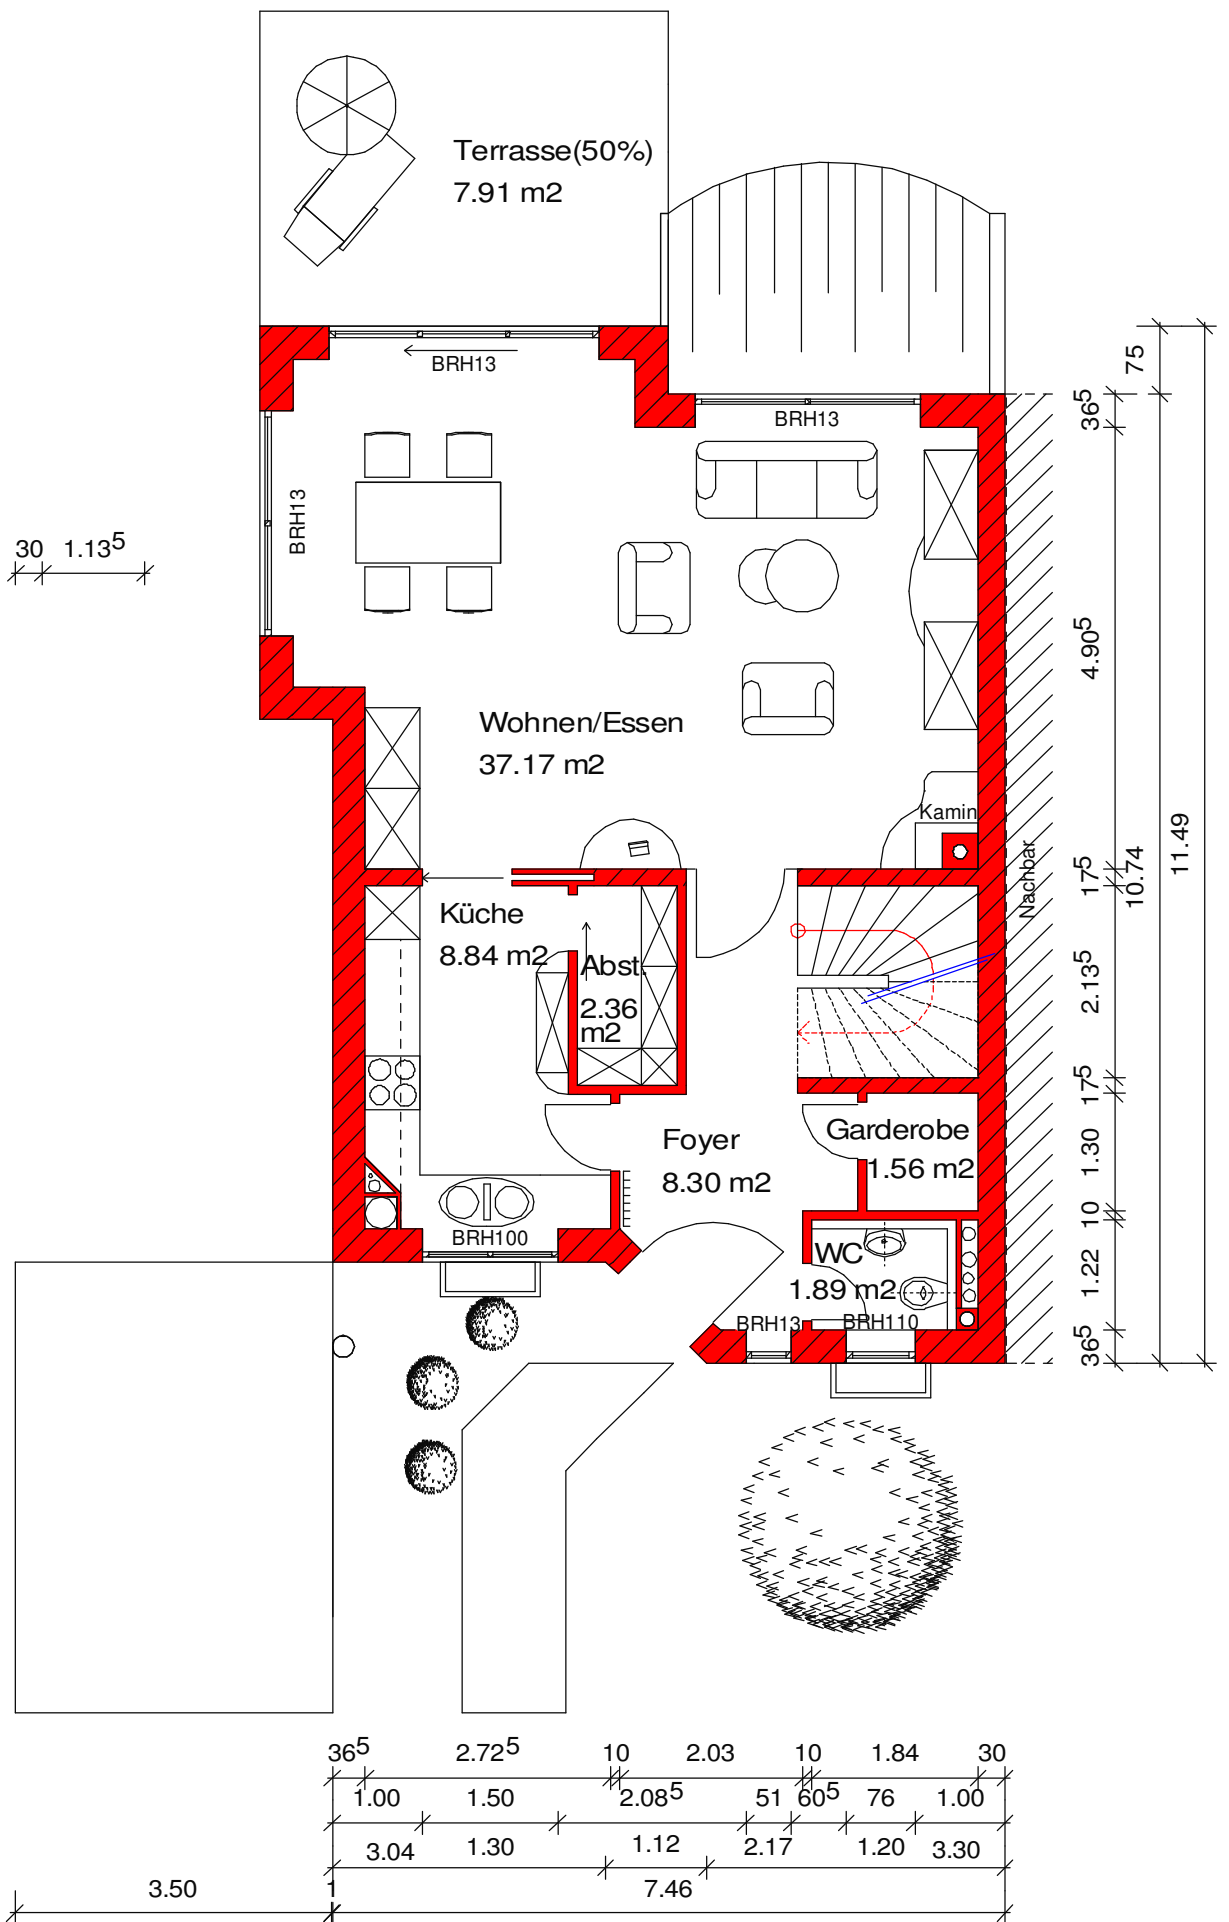 Terrasse(50%)
7.91 m2
BRH13
BRH13
BRH13
75
36⁵
30 1.13⁵
4.90⁵
11.49
10.74
Wohnen/Essen
37.17 m2
Kamin
Nachbar
17⁵
Küche
8.84 m2
Abst.
2.36
m2
2.13⁵
17⁵
Foyer
8.30 m2
Garderobe
1.56 m2
1.30
10
BRH100
WC
1.89 m2
1.22
BRH13
BRH110
36⁵
36⁵ 2.72⁵ 10 2.03 10 1.84 30
1.00 1.50 2.08⁵ 51 60⁵ 76 1.00
3.04 1.30 1.12 2.17 1.20 3.30
3.50 1 7.46